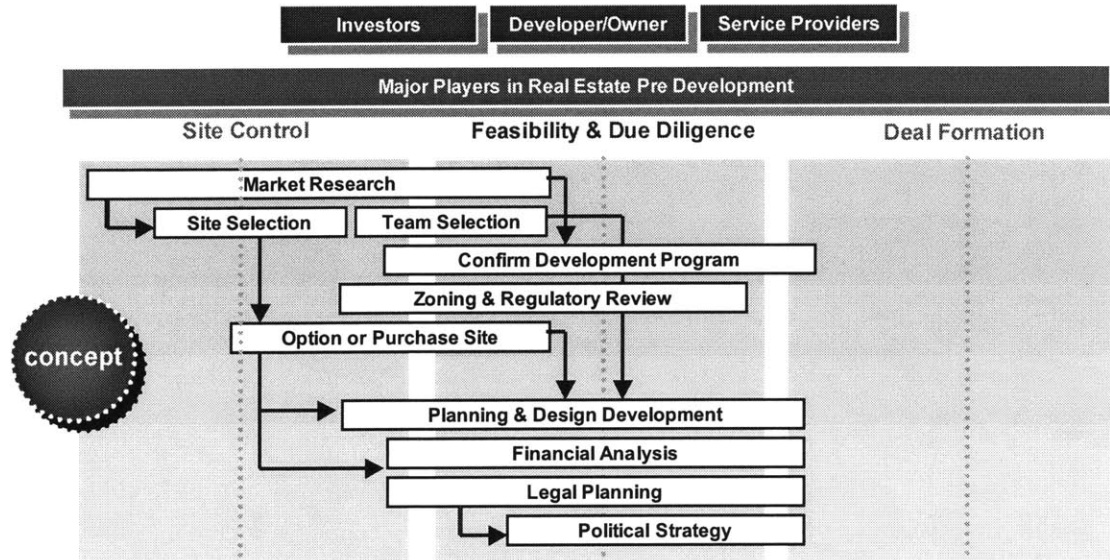 Investors
Developer/Owner
Service Providers
Major Players in Real Estate Pre Development
Site Control
Feasibility & Due Diligence
Deal Formation
Market Research
Site Selection
Team Selection
Confirm Development Program
Zoning & Regulatory Review
Option or Purchase Site
concept
Planning & Design Development
Financial Analysis
Legal Planning
Political Strategy